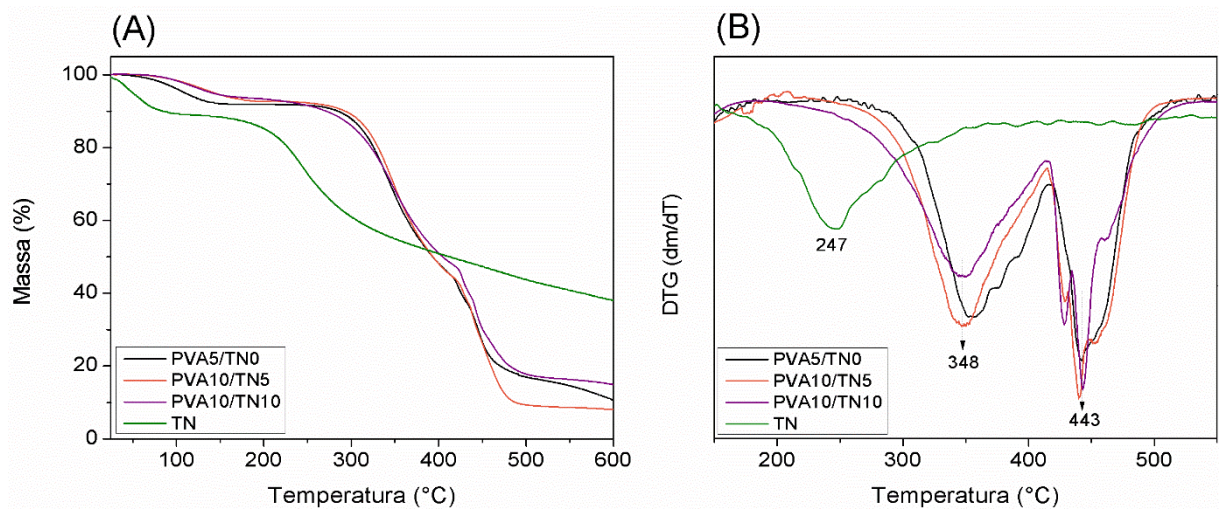 (A)
Massa (%)
100
80
60
40
20
0
PVA5/TN0
PVA10/TN5
PVA10/TN10
TN
100
200
300
400
500
600
Temperatura (°C)
(B)
DTG (dm/dT)
247
348
443
PVA5/TN0
PVA10/TN5
PVA10/TN10
TN
200
300
400
500
Temperatura (°C)